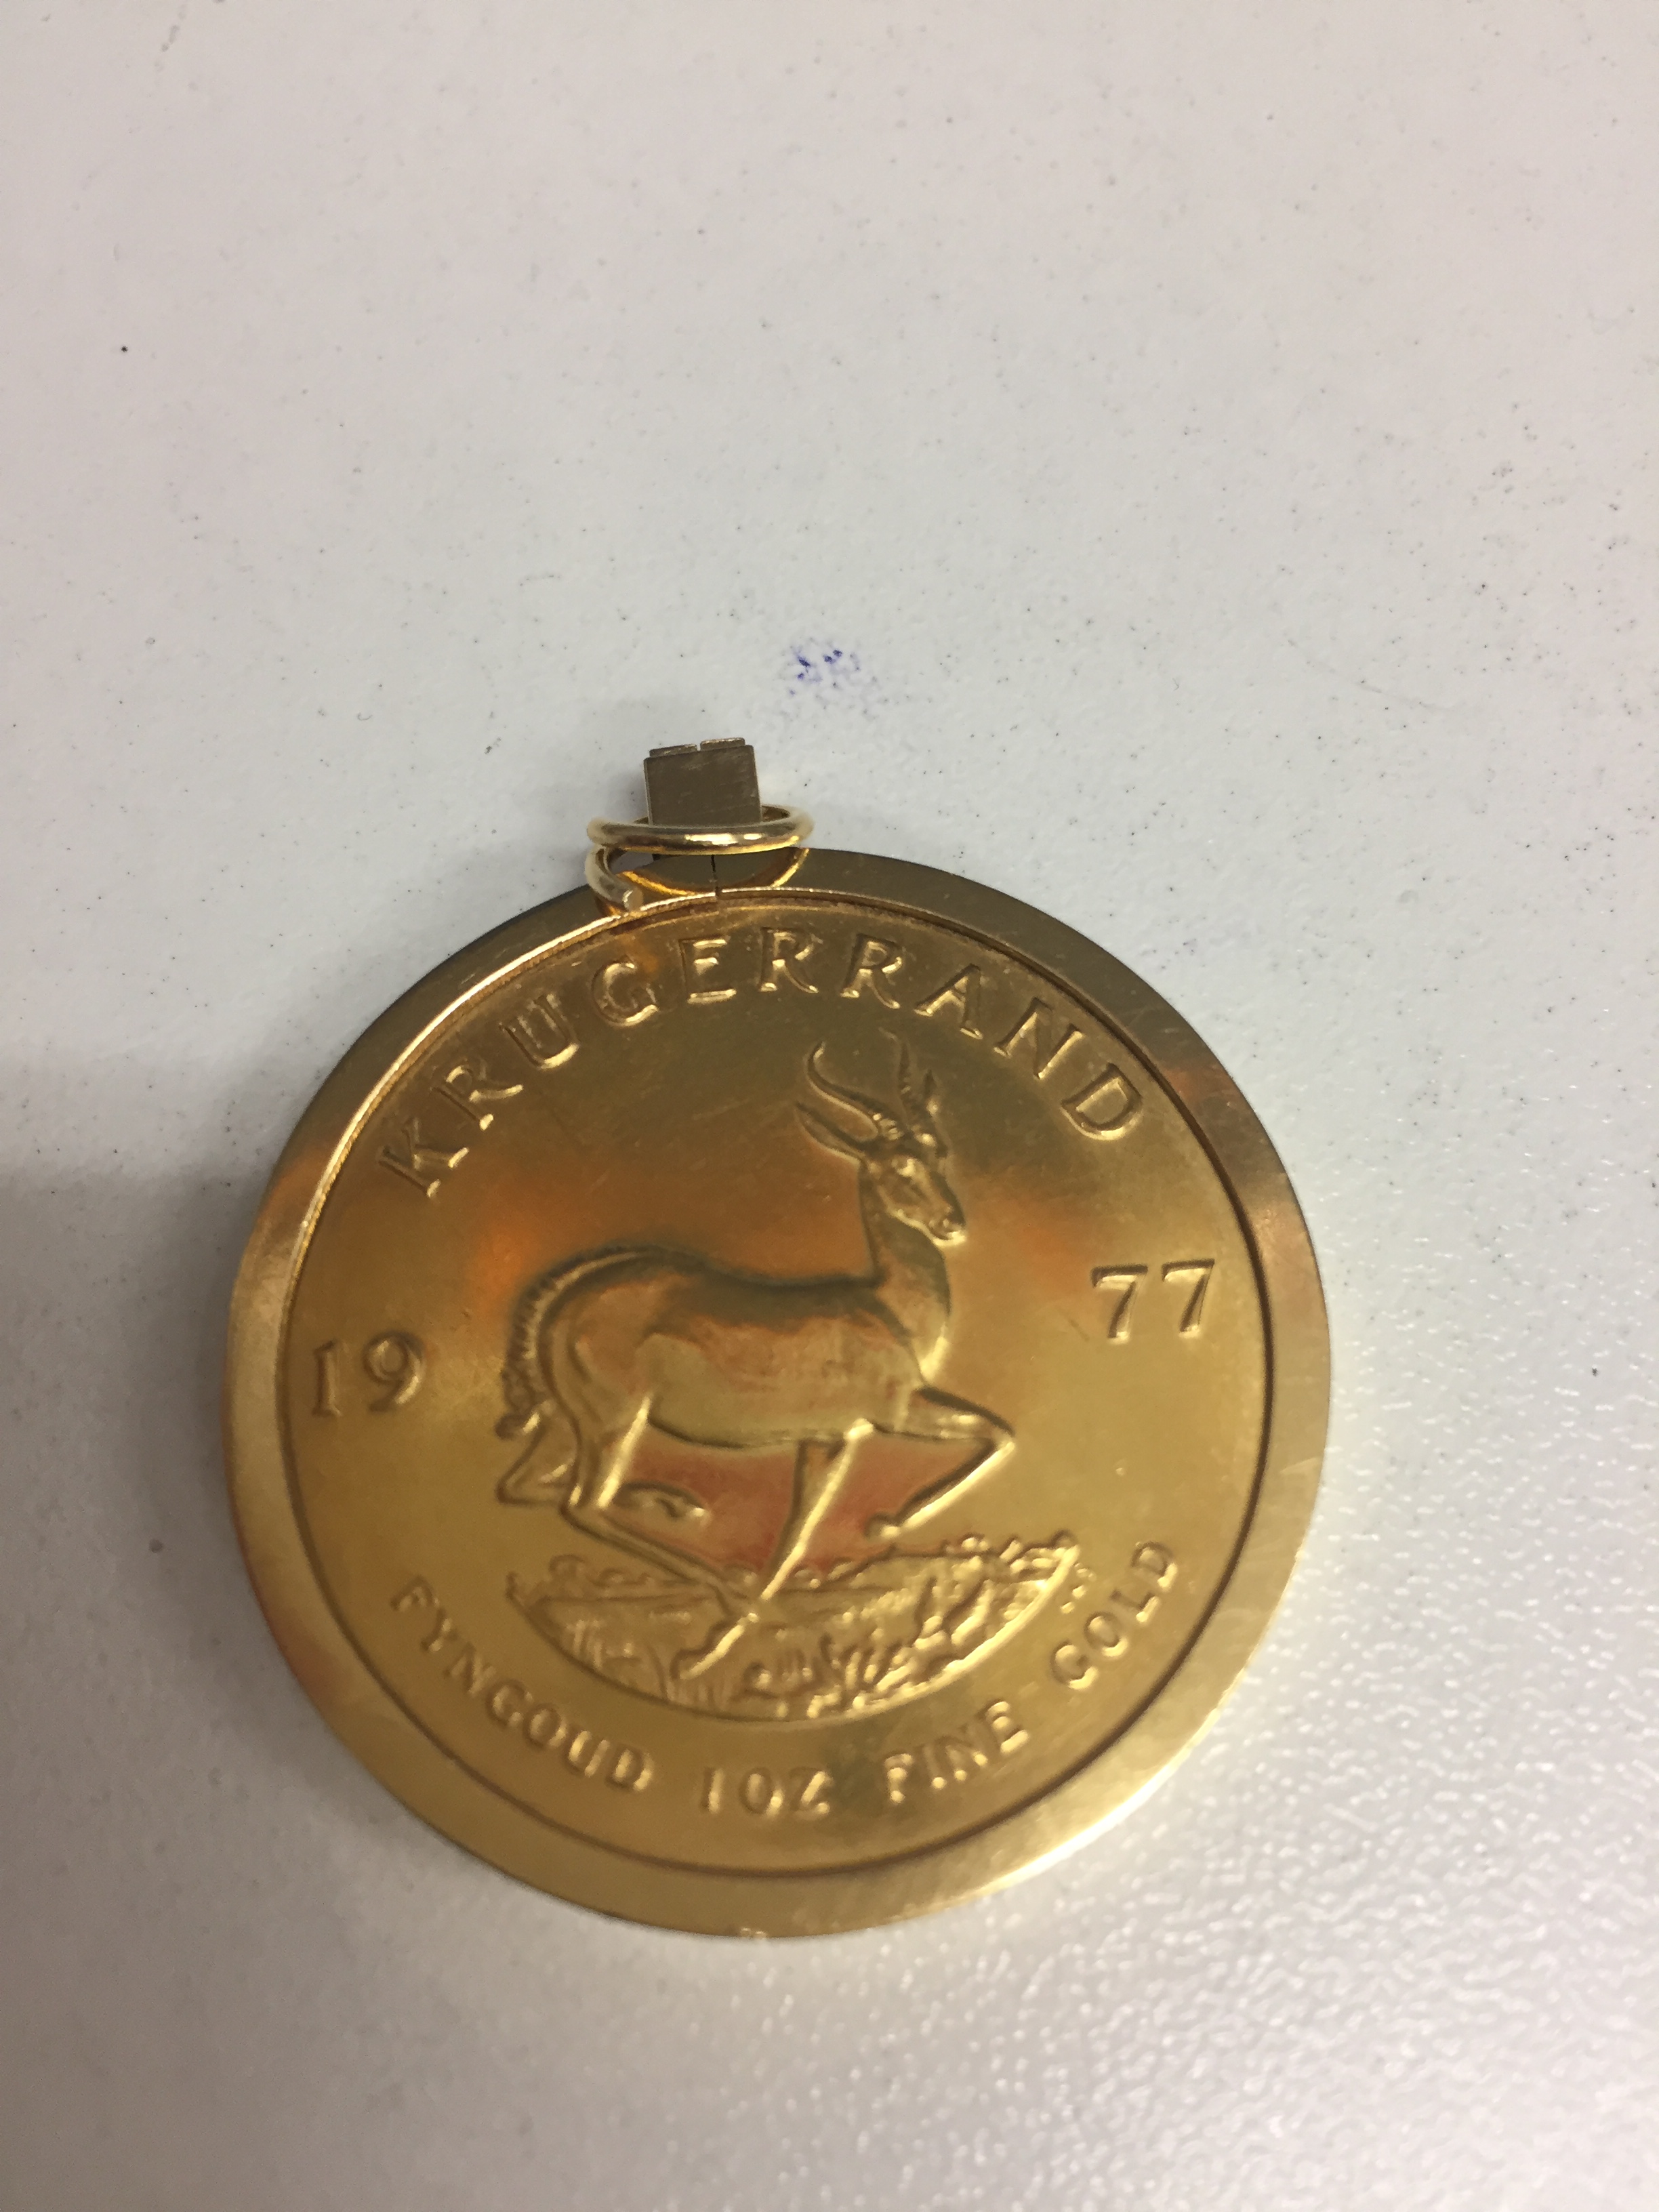 KRUGERRAND
19 77
FYNGOUD 1OZ FINE GOLD